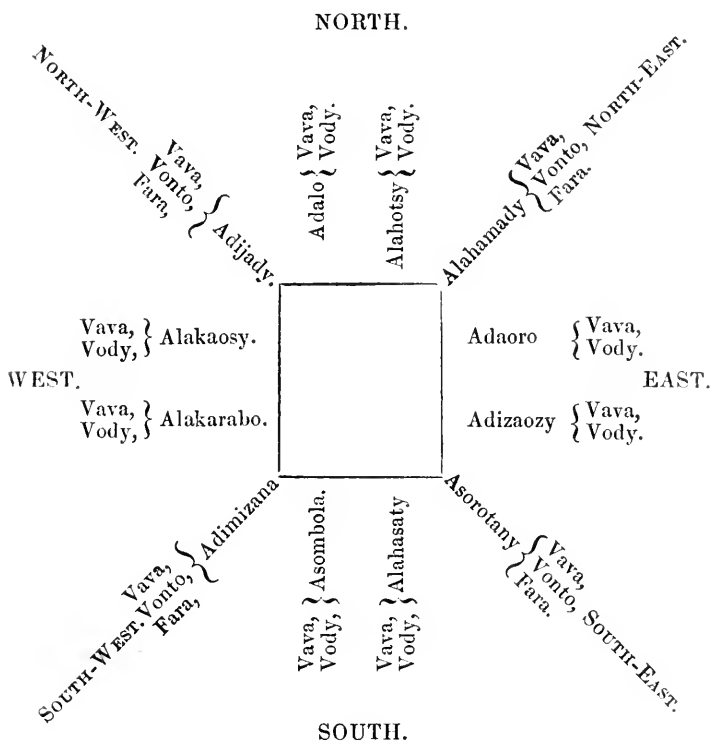 NORTH.
NORTH-WEST.
Vava,
Vonto,
Fara,
Adijady.
Adalo
Vava,
Vody.
Alahotsy
Vava,
Vody.
Alahamady
Vava,
Vonto,
Fara.
NORTH-EAST.
Vava,
Vody,
Alakaosy.
Adaoro
Vava,
Vody.
WEST.
EAST.
Vava,
Vody,
Alakarabo.
Adizaozy
Vava,
Vody.
Adimizana
Vava,
Vonto,
Fara,
SOUTH-WEST.
Asombola.
Vava,
Vody,
Alahasaty
Vava,
Vody,
Asorotany
Vava,
Vonto,
Fara.
SOUTH-EAST.
SOUTH.